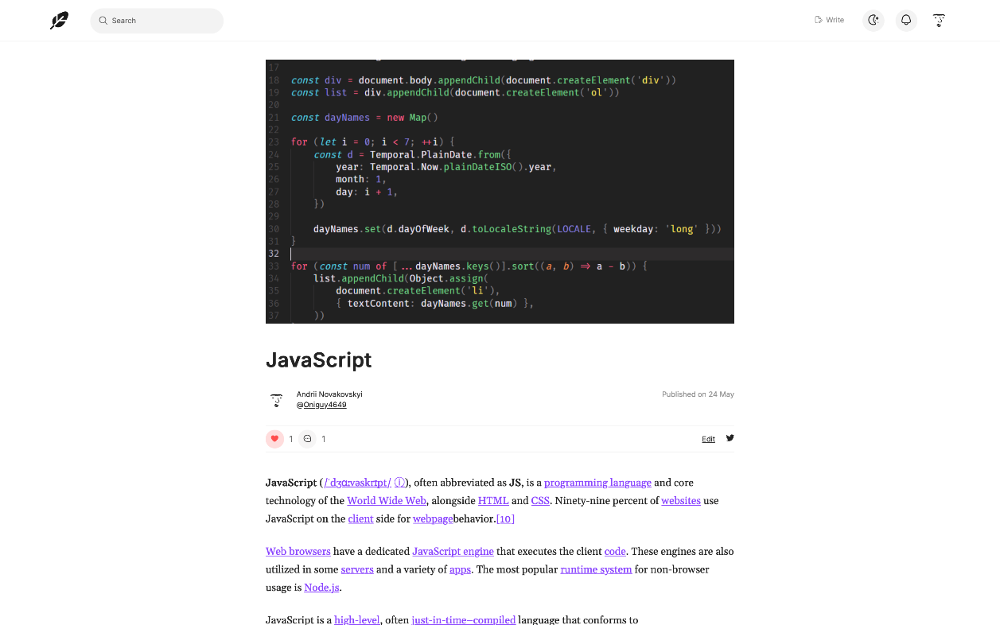 Search
Write
17
18 const div = document.body.appendChild(document.createElement('div'))
19 const list = div.appendChild(document.createElement('ol'))
20
21 const dayNames = new Map()
22
23 for (let i = 0; i < 7; ++i) {
24 const d = Temporal.PlainDate.from({
25 year: Temporal.Now.plainDateISO().year,
26 month: 1,
27 day: i + 1,
28 })
29
30 dayNames.set(d.dayOfWeek, d.toLocaleString(LOCALE, { weekday: 'long' }))
31 }
32
33 for (const num of [...dayNames.keys()].sort((a, b) => a - b)) {
34 list.appendChild(Object.assign(
35 document.createElement('li'),
36 { textContent: dayNames.get(num) },
37 ))
JavaScript
Andrii Novakovskyi
Published on 24 May
@Oniguy4649
1 1
Edit
JavaScript (/ˈdʒɑːvəskrɪpt/ ⓘ), often abbreviated as JS, is a programming language and core
technology of the World Wide Web, alongside HTML and CSS. Ninety-nine percent of websites use
JavaScript on the client side for webpagebehavior.[10]
Web browsers have a dedicated JavaScript engine that executes the client code. These engines are also
utilized in some servers and a variety of apps. The most popular runtime system for non-browser
usage is Node.js.
JavaScript is a high-level, often just-in-time–compiled language that conforms to